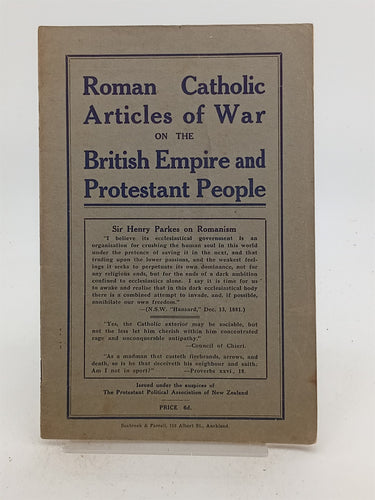 Roman Catholic
Articles of War
ON THE
British Empire and
Protestant People
Sir Henry Parkes on Romanism
"I believe its ecclesiastical government is an
organisation for crushing the human soul in this world
under the pretence of saving it in the next, and that
trading upon the lower passions, and the weakest feel-
ings it seeks to perpetuate its own dominance, not for
any religious ends, but for the ends of a dark ambition
confined to ecclesiastics alone. I say it is time for us
to awake and realise that in this dark ecclesiastical body
there is a combined attempt to invade, and, if possible,
annihilate our own freedom."
—(N.S.W. "Hansard," Dec. 13, 1881.)
"Yes, the Catholic exterior may be sociable, but
not the less let him cherish within him concentrated
rage and unconquerable antipathy."
—Council of Chieri.
"As a madman that casteth firebrands, arrows, and
death, so is he that deceiveth his neighbour and saith.
Am I not in sport?" —Proverbs xxvi, 18.
Issued under the auspices of
The Protestant Political Association of New Zealand
PRICE 6d.
Seabrook & Farrell, 115 Albert St., Auckland.